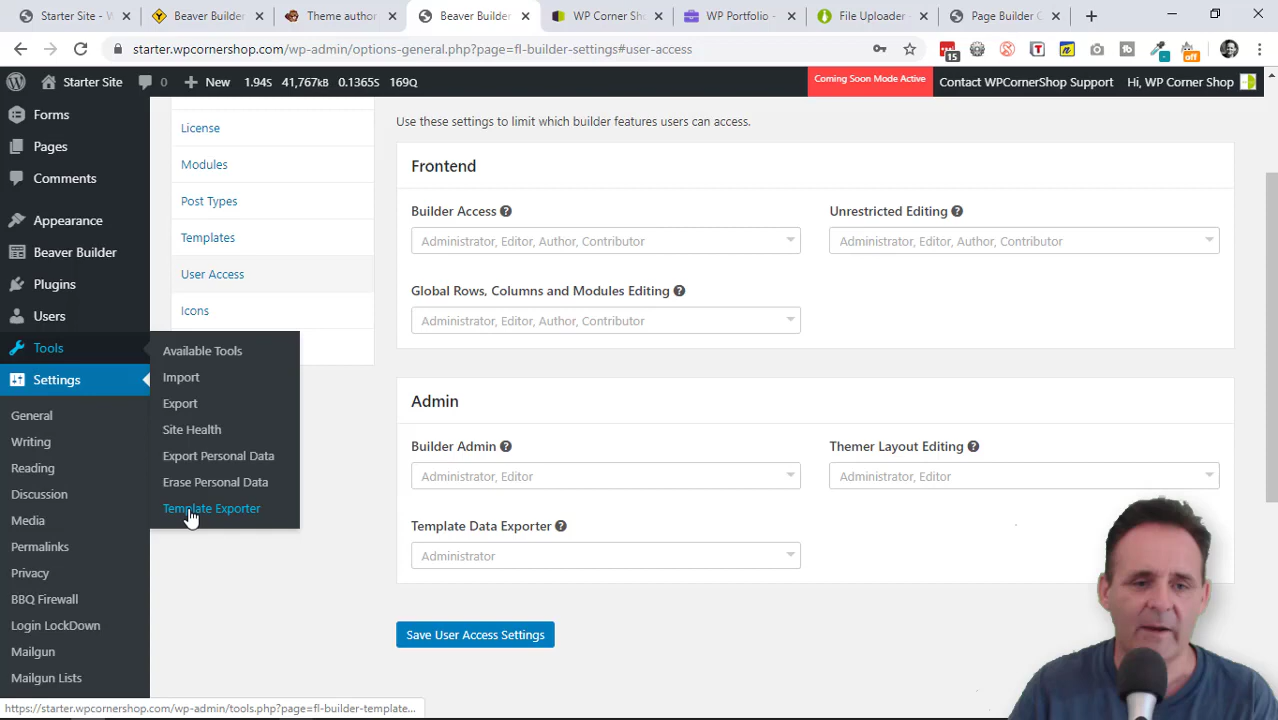 Starter Site - W
Beaver Builder
Theme author
Beaver Builder
WP Corner Sh
WP Portfolio -
File Uploader -
Page Builder C
starter.wpcornershop.com/wp-admin/options-general.php?page=fl-builder-settings#user-access
15
off
Starter Site
0
New
1.94S
41,767kB
0.1365S
169Q
Coming Soon Mode Active
Contact WPCornerShop Support
Hi, WP Corner Shop
Forms
Pages
Comments
Appearance
Beaver Builder
Plugins
Users
Tools
Settings
General
Writing
Reading
Discussion
Media
Permalinks
Privacy
BBQ Firewall
Login LockDown
Mailgun
Mailgun Lists
Available Tools
Import
Export
Site Health
Export Personal Data
Erase Personal Data
Template Exporter
License
Modules
Post Types
Templates
User Access
Icons
Use these settings to limit which builder features users can access.
Frontend
Builder Access
Administrator, Editor, Author, Contributor
Unrestricted Editing
Administrator, Editor, Author, Contributor
Global Rows, Columns and Modules Editing
Administrator, Editor, Author, Contributor
Admin
Builder Admin
Administrator, Editor
Themer Layout Editing
Administrator, Editor
Template Data Exporter
Administrator
Save User Access Settings
https://starter.wpcornershop.com/wp-admin/tools.php?page=fl-builder-template...